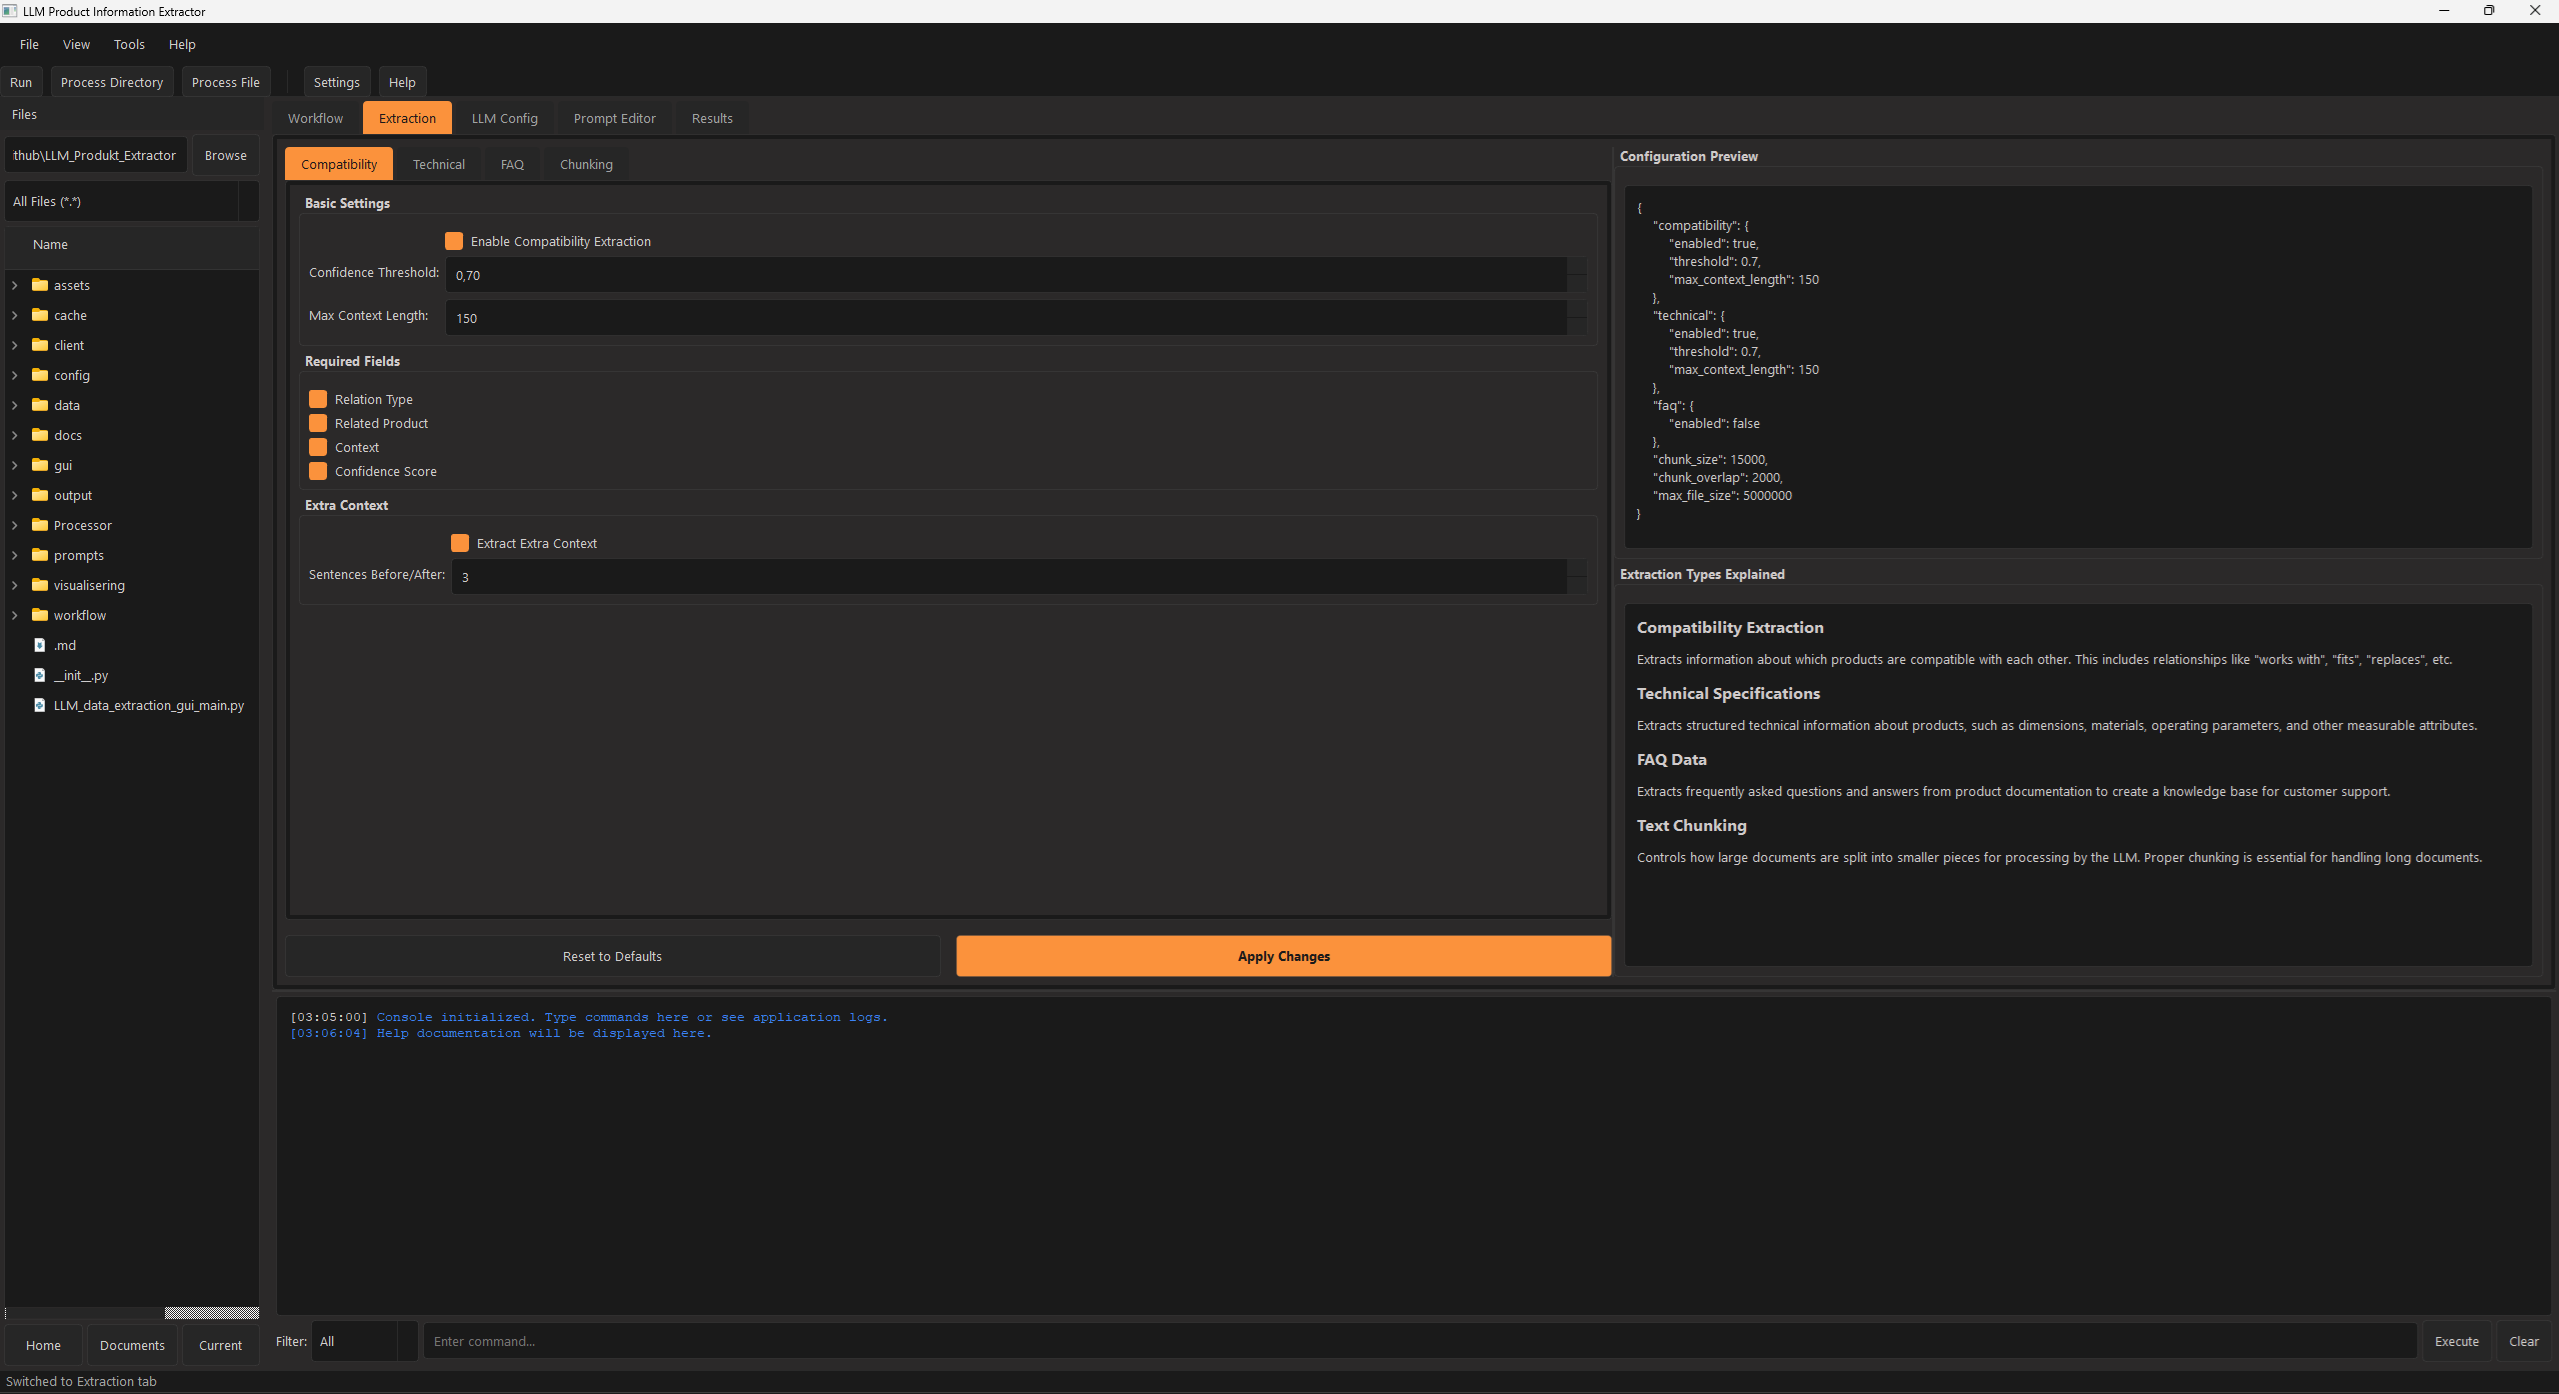 LLM Product Information Extractor
File View Tools Help
Run Process Directory Process File Settings Help
Files
ithub\LLM_Produkt_Extractor Browse
All Files (*.*)
Name
assets
cache
client
config
data
docs
gui
output
Processor
prompts
visualisering
workflow
.md
__init__.py
LLM_data_extraction_gui_main.py
Home Documents Current
Workflow Extraction LLM Config Prompt Editor Results
Compatibility Technical FAQ Chunking
Basic Settings
Enable Compatibility Extraction
Confidence Threshold: 0,70
Max Context Length: 150
Required Fields
Relation Type
Related Product
Context
Confidence Score
Extra Context
Extract Extra Context
Sentences Before/After: 3
Reset to Defaults Apply Changes
Configuration Preview
{
"compatibility": {
"enabled": true,
"threshold": 0.7,
"max_context_length": 150
},
"technical": {
"enabled": true,
"threshold": 0.7,
"max_context_length": 150
},
"faq": {
"enabled": false
},
"chunk_size": 15000,
"chunk_overlap": 2000,
"max_file_size": 5000000
}
Extraction Types Explained
Compatibility Extraction
Extracts information about which products are compatible with each other. This includes relationships like "works with", "fits", "replaces", etc.
Technical Specifications
Extracts structured technical information about products, such as dimensions, materials, operating parameters, and other measurable attributes.
FAQ Data
Extracts frequently asked questions and answers from product documentation to create a knowledge base for customer support.
Text Chunking
Controls how large documents are split into smaller pieces for processing by the LLM. Proper chunking is essential for handling long documents.
[03:05:00] Console initialized. Type commands here or see application logs.
[03:06:04] Help documentation will be displayed here.
Filter: All Enter command... Execute Clear
Switched to Extraction tab